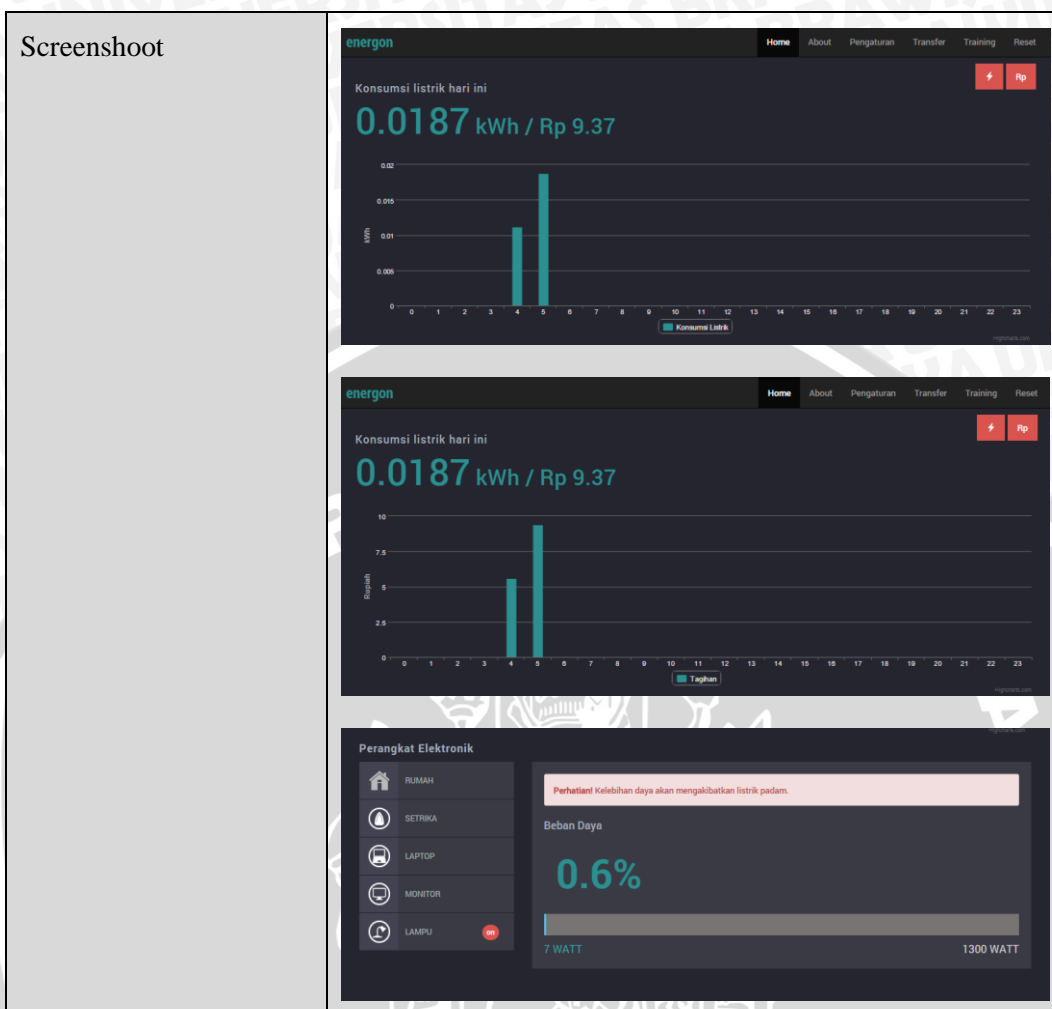 Screenshoot
energon
Home About Pengaturan Transfer Training Reset
Rp
Konsumsi listrik hari ini
0.0187 kWh / Rp 9.37
0.02
0.015
0.01
0.005
0
kWh
0 1 2 3 4 5 6 7 8 9 10 11 12 13 14 15 16 17 18 19 20 21 22 23
Konsumsi Listrik
Highcharts.com
energon
Home About Pengaturan Transfer Training Reset
Rp
Konsumsi listrik hari ini
0.0187 kWh / Rp 9.37
10
7.5
5
2.5
0
Rupiah
0 1 2 3 4 5 6 7 8 9 10 11 12 13 14 15 16 17 18 19 20 21 22 23
Tagihan
Highcharts.com
Highcharts.com
Perangkat Elektronik
RUMAH
SETRIKA
LAPTOP
MONITOR
LAMPU on
Perhatian! Kelebihan daya akan mengakibatkan listrik padam.
Beban Daya
0.6%
7 WATT 1300 WATT